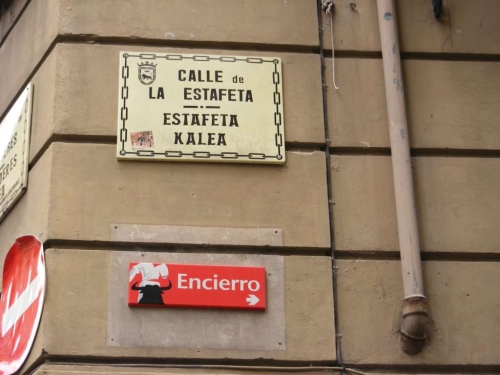 CALLE de
LA ESTAFETA
ESTAFETA
KALEA
Encierro